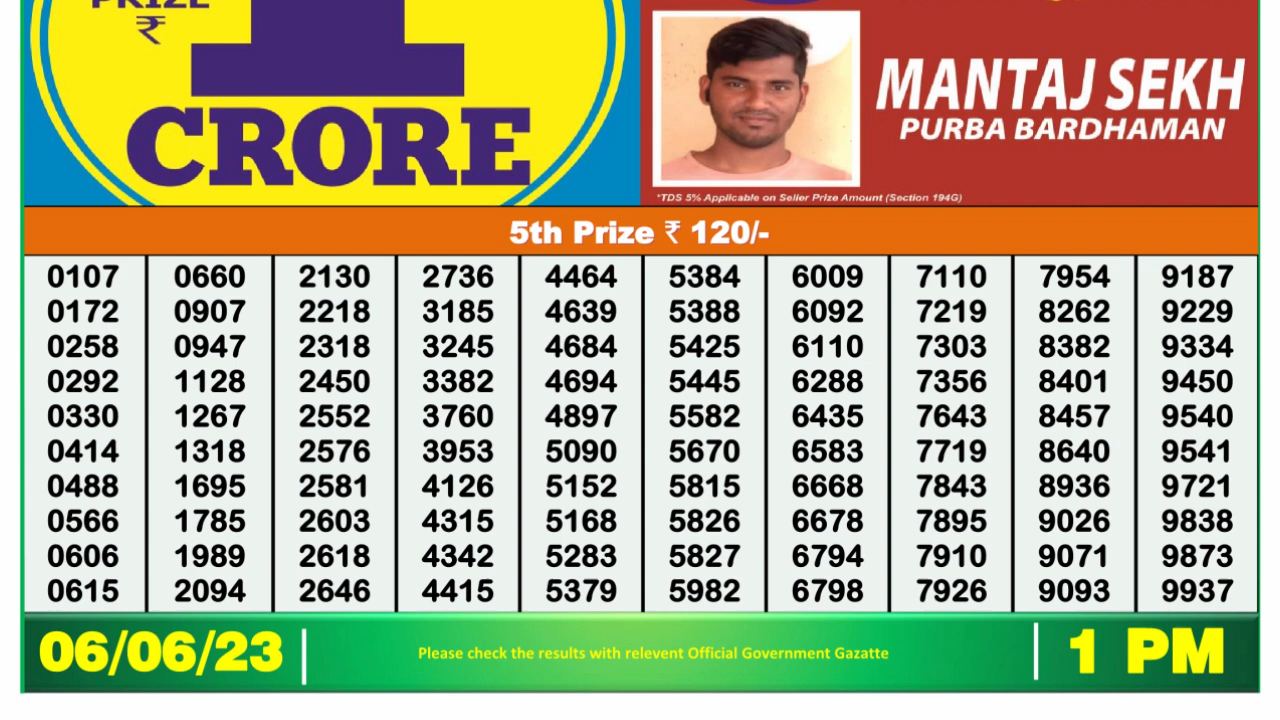 PRIZE
₹
1
CRORE
MANTAJ SEKH
PURBA BARDHAMAN
*TDS 5% Applicable on Seller Prize Amount (Section 194G)
5th Prize ₹ 120/-
0107 0660 2130 2736 4464 5384 6009 7110 7954 9187
0172 0907 2218 3185 4639 5388 6092 7219 8262 9229
0258 0947 2318 3245 4684 5425 6110 7303 8382 9334
0292 1128 2450 3382 4694 5445 6288 7356 8401 9450
0330 1267 2552 3760 4897 5582 6435 7643 8457 9540
0414 1318 2576 3953 5090 5670 6583 7719 8640 9541
0488 1695 2581 4126 5152 5815 6668 7843 8936 9721
0566 1785 2603 4315 5168 5826 6678 7895 9026 9838
0606 1989 2618 4342 5283 5827 6794 7910 9071 9873
0615 2094 2646 4415 5379 5982 6798 7926 9093 9937
06/06/23
Please check the results with relevent Official Government Gazatte
1 PM